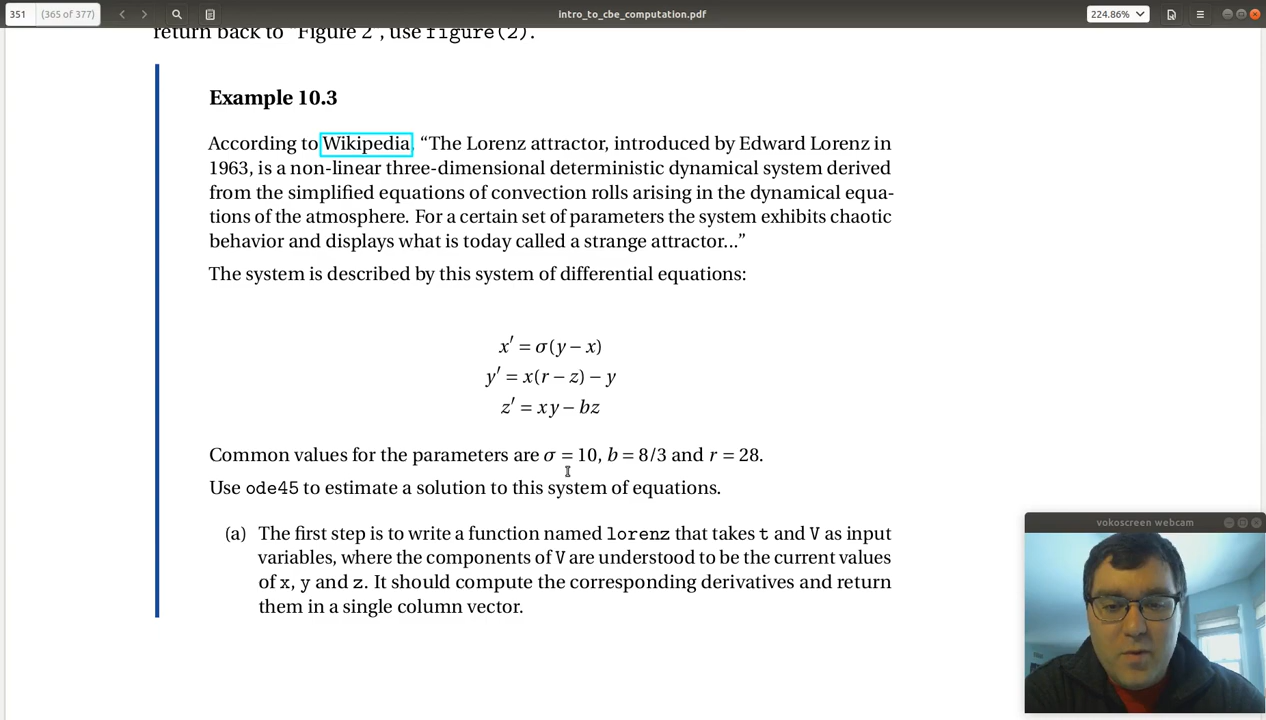 351 (365 of 377) intro_to_cbe_computation.pdf 224.86%
return back to "Figure 2", use figure(2).
Example 10.3
According to Wikipedia, “The Lorenz attractor, introduced by Edward Lorenz in
1963, is a non-linear three-dimensional deterministic dynamical system derived
from the simplified equations of convection rolls arising in the dynamical equa-
tions of the atmosphere. For a certain set of parameters the system exhibits chaotic
behavior and displays what is today called a strange attractor...”
The system is described by this system of differential equations:
x′ = σ(y − x)
y′ = x(r − z) − y
z′ = xy − bz
Common values for the parameters are σ = 10, b = 8/3 and r = 28.
Use ode45 to estimate a solution to this system of equations.
(a) The first step is to write a function named lorenz that takes t and V as input
variables, where the components of V are understood to be the current values
of x, y and z. It should compute the corresponding derivatives and return
them in a single column vector.
vokoscreen webcam